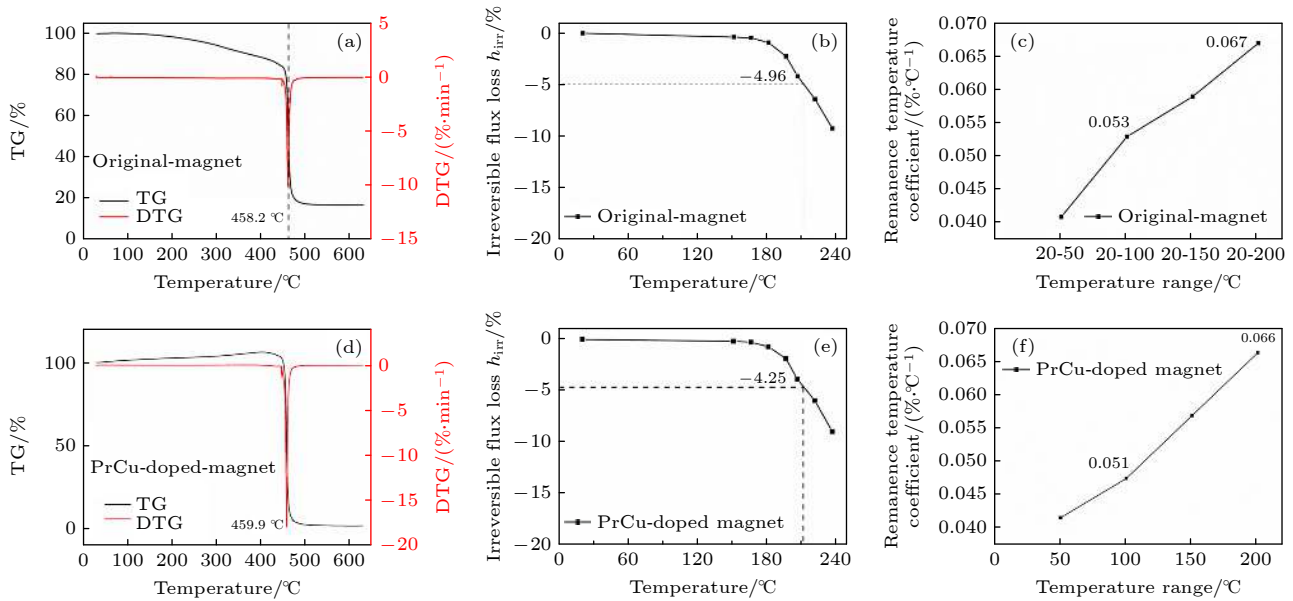 (a)
TG/%
100
80
60
40
20
0
5
0
−5
−10
−15
DTG/(%·min−1)
Original-magnet
TG
DTG
458.2 ℃
0 100 200 300 400 500 600
Temperature/℃
(b)
Irreversible flux loss hirr/%
0
−5
−10
−15
−20
−4.96
Original-magnet
0 60 120 180 240
Temperature/℃
(c)
Remanence temperature
coefficient/(%·℃−1)
0.070
0.065
0.060
0.055
0.050
0.045
0.040
0.067
0.053
Original-magnet
20-50 20-100 20-150 20-200
Temperature range/℃
(d)
TG/%
100
50
0
5
0
−5
−10
−15
−20
DTG/(%·min−1)
PrCu-doped-magnet
TG
DTG
459.9 ℃
0 100 200 300 400 500 600
Temperature/℃
(e)
Irreversible flux loss hirr/%
0
−5
−10
−15
−20
−4.25
PrCu-doped magnet
0 60 120 180 240
Temperature/℃
(f)
Remanence temperature
coefficient/(%·℃−1)
0.070
0.065
0.060
0.055
0.050
0.045
0.040
0.066
PrCu-doped magnet
0.051
0 50 100 150 200
Temperature range/℃